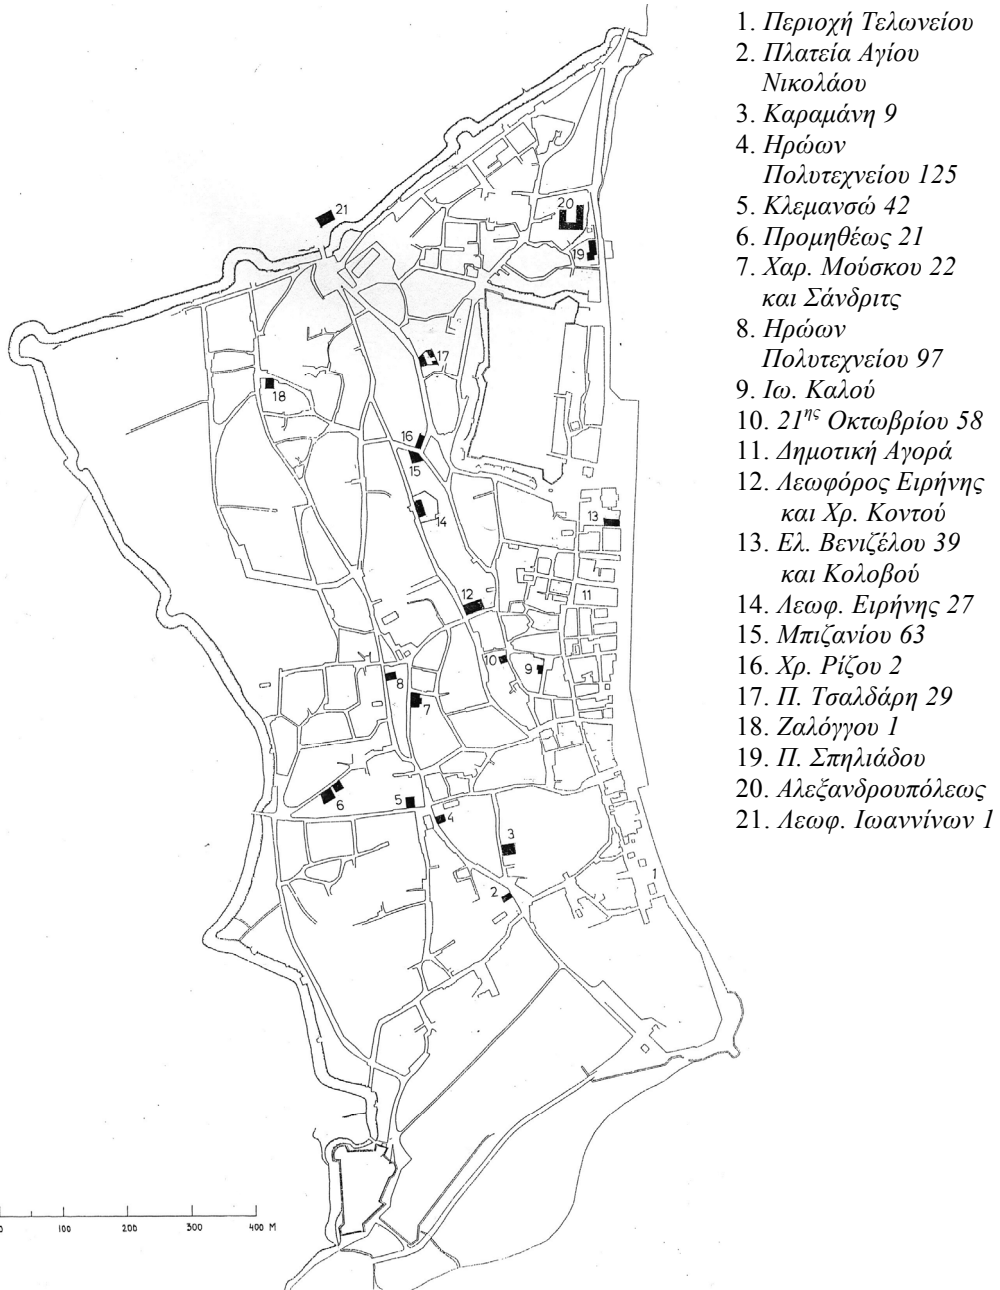 1. Περιοχή Τελωνείου
2. Πλατεία Αγίου
Νικολάου
3. Καραμάνη 9
4. Ηρώων
Πολυτεχνείου 125
5. Κλεμανσώ 42
6. Προμηθέως 21
7. Χαρ. Μούσκου 22
και Σάνδριτς
8. Ηρώων
Πολυτεχνείου 97
9. Ιω. Καλού
10. 21ης Οκτωβρίου 58
11. Δημοτική Αγορά
12. Λεωφόρος Ειρήνης
και Χρ. Κοντού
13. Ελ. Βενιζέλου 39
και Κολοβού
14. Λεωφ. Ειρήνης 27
15. Μπιζανίου 63
16. Χρ. Ρίζου 2
17. Π. Τσαλδάρη 29
18. Ζαλόγγου 1
19. Π. Σπηλιάδου
20. Αλεξανδρουπόλεως
21. Λεωφ. Ιωαννίνων 1
21
20
19
17
18
16
15
14
13
12
11
10
9
8
7
6
5
4
3
2
1
0 100 200 300 400 M